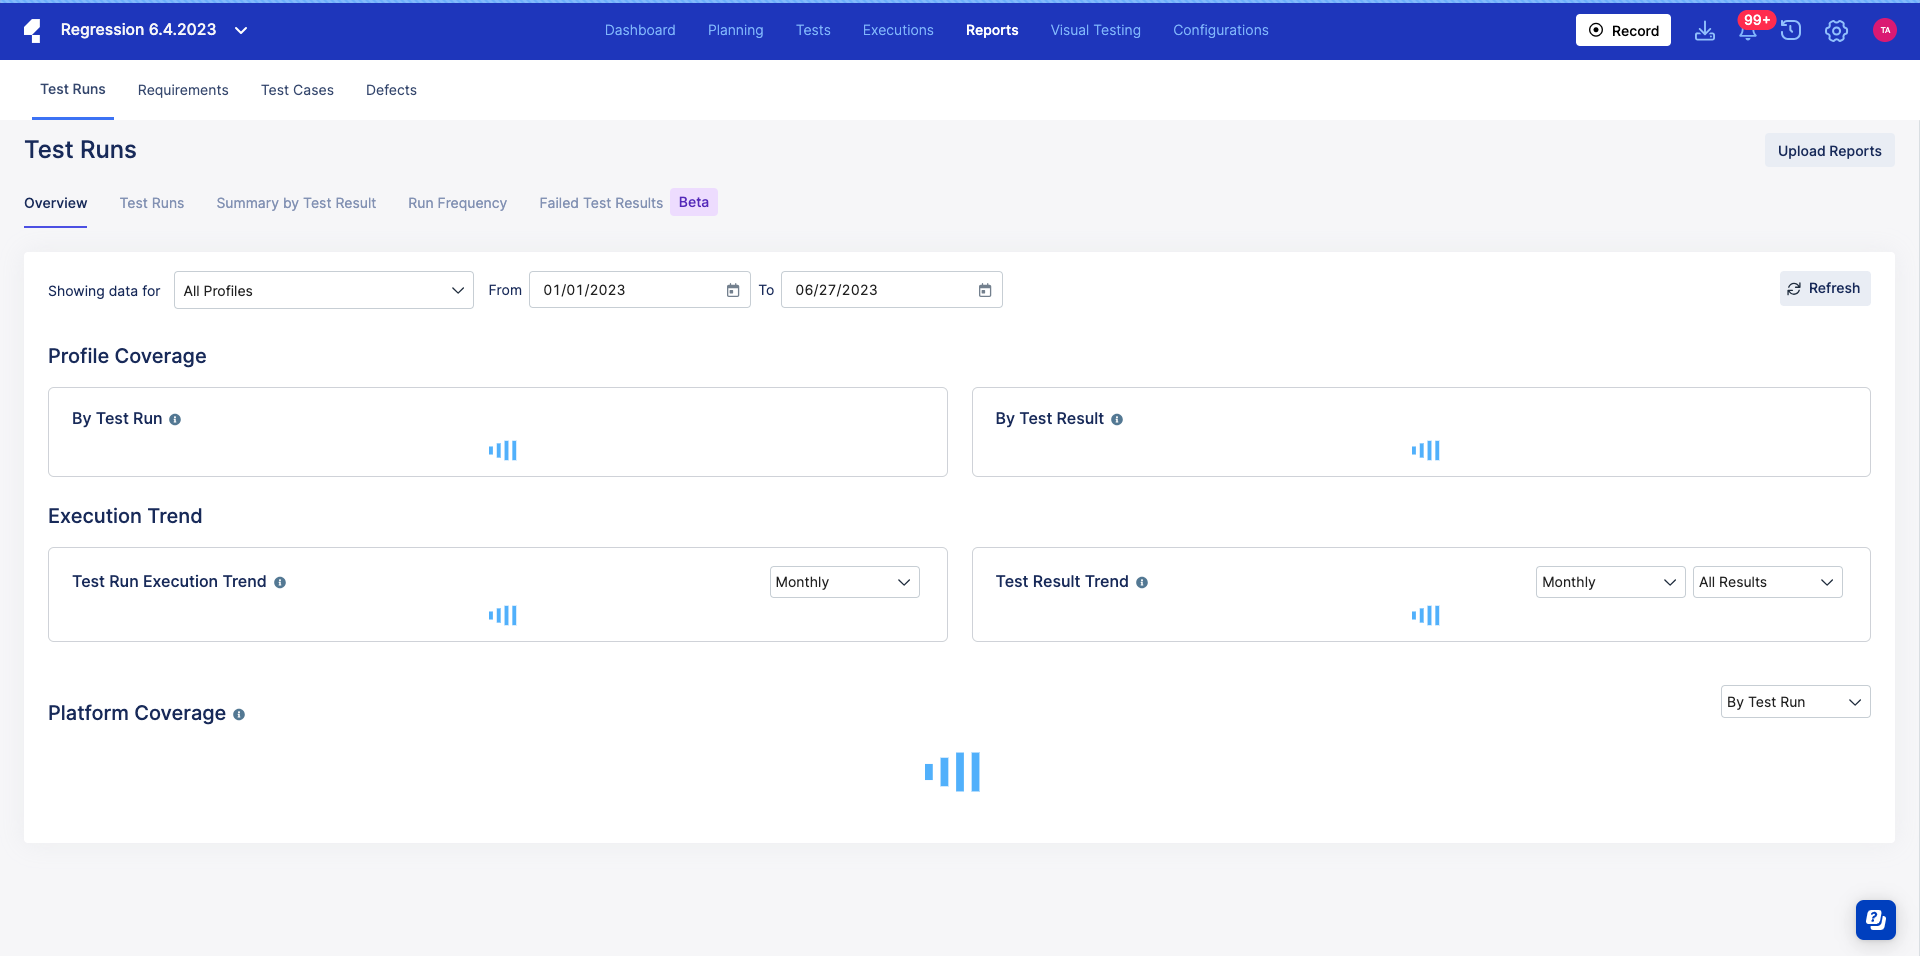 Regression 6.4.2023
Dashboard Planning Tests Executions Reports Visual Testing Configurations
Record
99+
TA
Test Runs Requirements Test Cases Defects
Test Runs
Upload Reports
Overview Test Runs Summary by Test Result Run Frequency Failed Test Results Beta
Showing data for All Profiles From 01/01/2023 To 06/27/2023
Refresh
Profile Coverage
By Test Run
By Test Result
Execution Trend
Test Run Execution Trend Monthly
Test Result Trend Monthly All Results
Platform Coverage
By Test Run